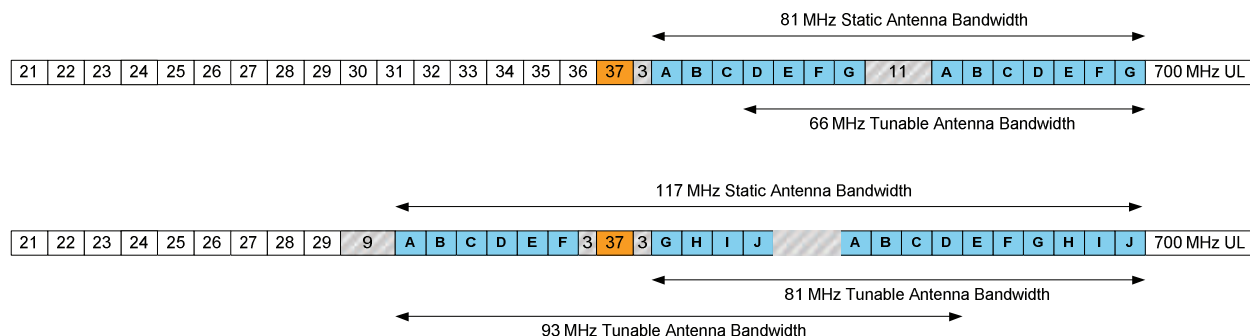 81 MHz Static Antenna Bandwidth
21 22 23 24 25 26 27 28 29 30 31 32 33 34 35 36 37 3 A B C D E F G 11 A B C D E F G 700 MHz UL
66 MHz Tunable Antenna Bandwidth
117 MHz Static Antenna Bandwidth
21 22 23 24 25 26 27 28 29 9 A B C D E F 3 37 3 G H I J A B C D E F G H I J 700 MHz UL
81 MHz Tunable Antenna Bandwidth
93 MHz Tunable Antenna Bandwidth